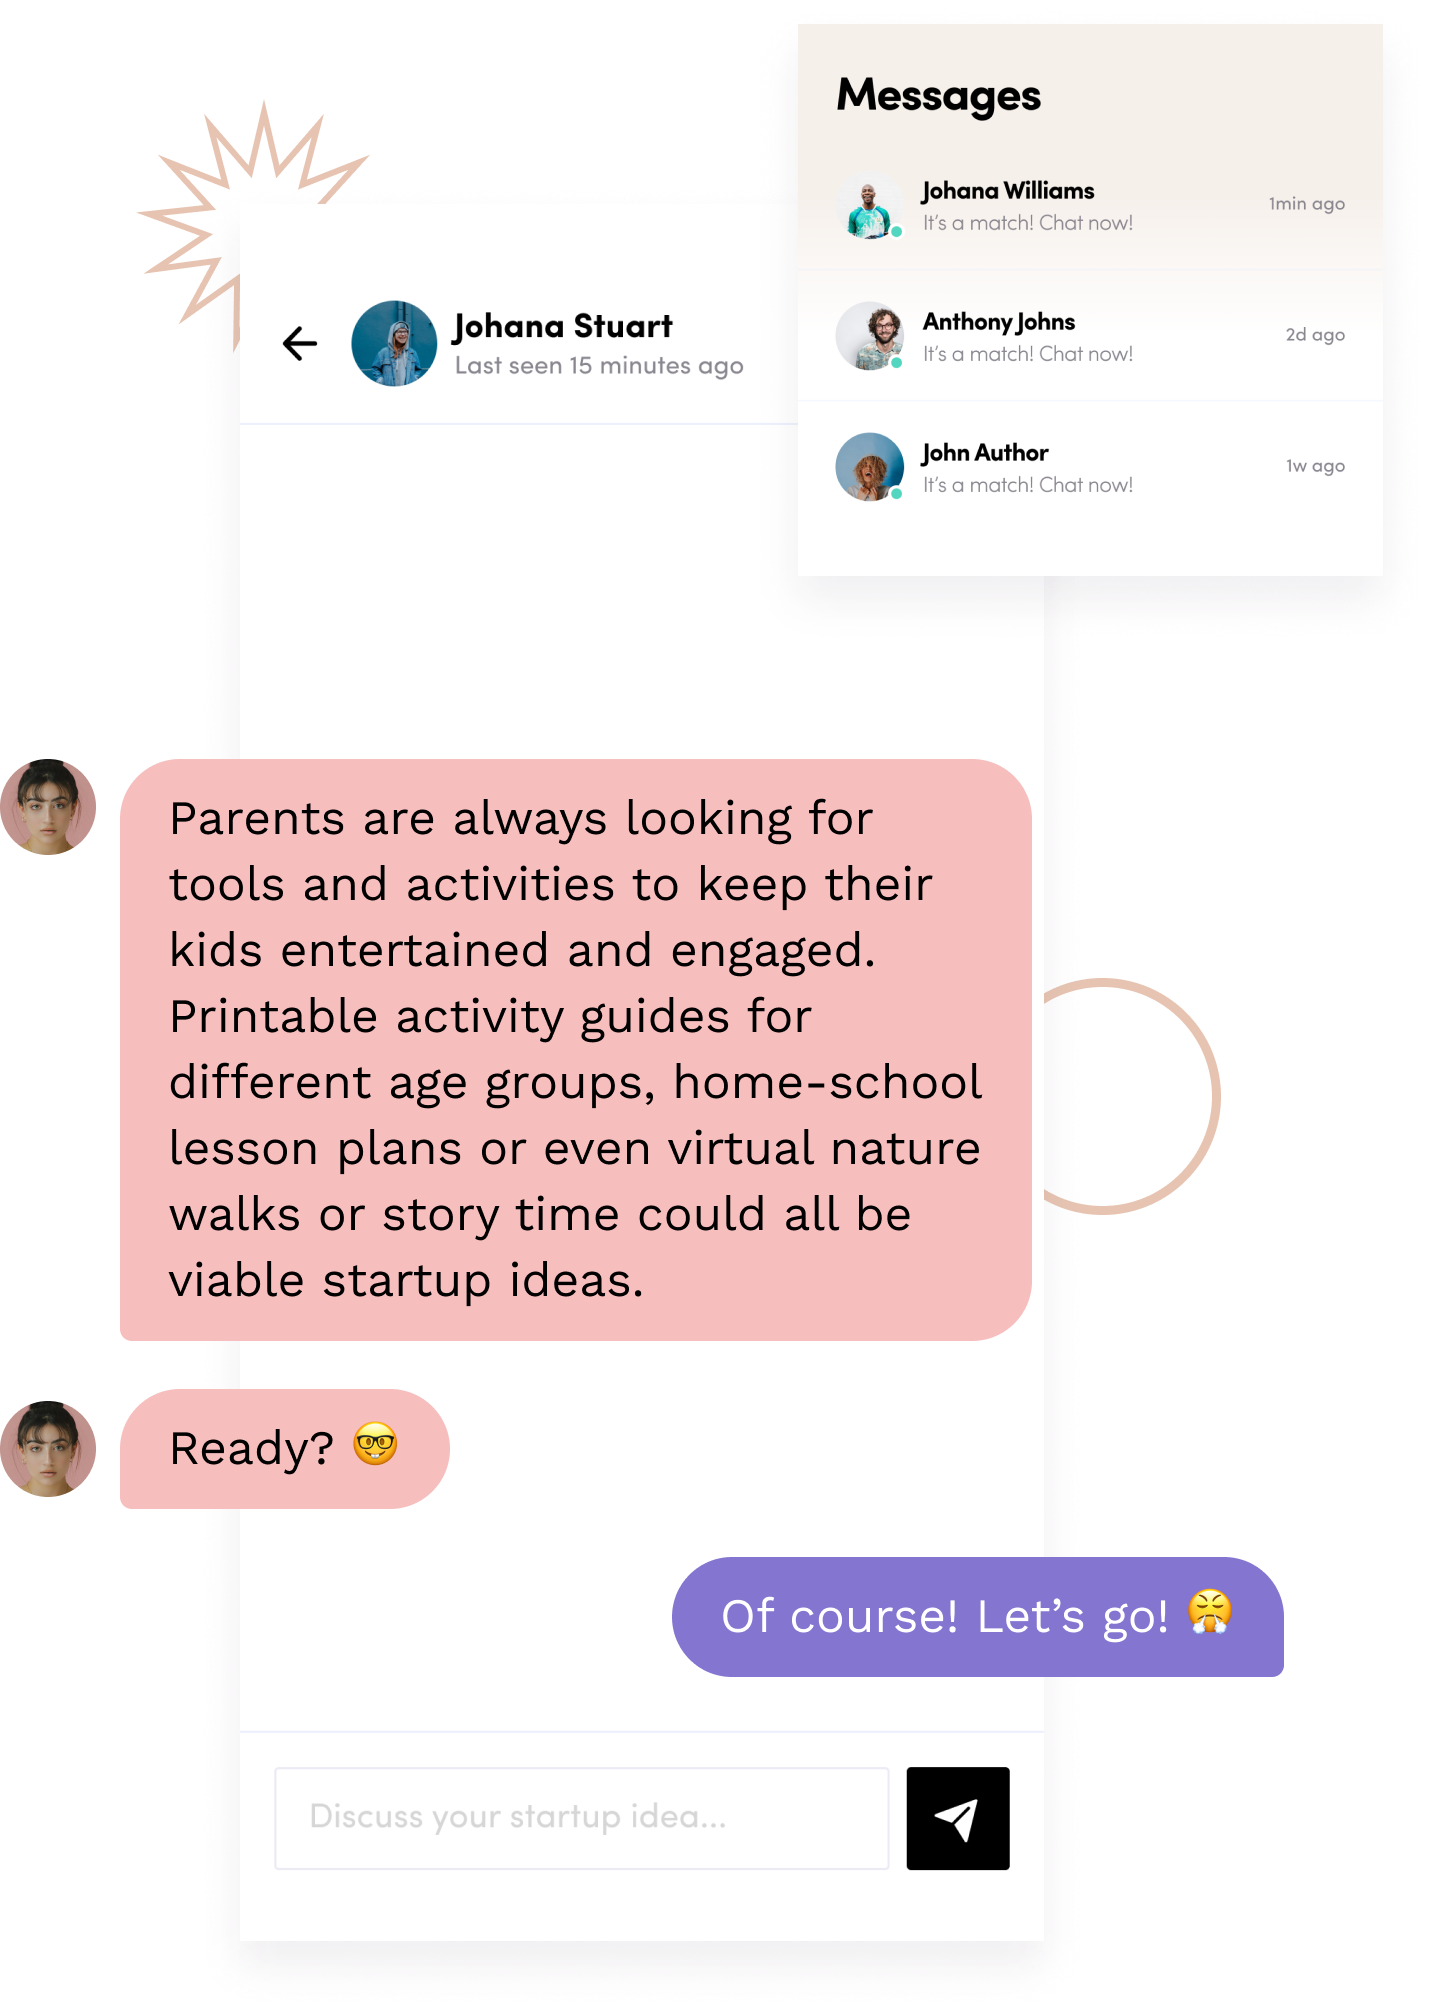 Messages
Johana Williams
It's a match! Chat now!
1min ago
Anthony Johns
It's a match! Chat now!
2d ago
John Author
It's a match! Chat now!
1w ago
Johana Stuart
Last seen 15 minutes ago
Parents are always looking for
tools and activities to keep their
kids entertained and engaged.
Printable activity guides for
different age groups, home-school
lesson plans or even virtual nature
walks or story time could all be
viable startup ideas.
Ready? 🤓
Of course! Let’s go! 😤
Discuss your startup idea...